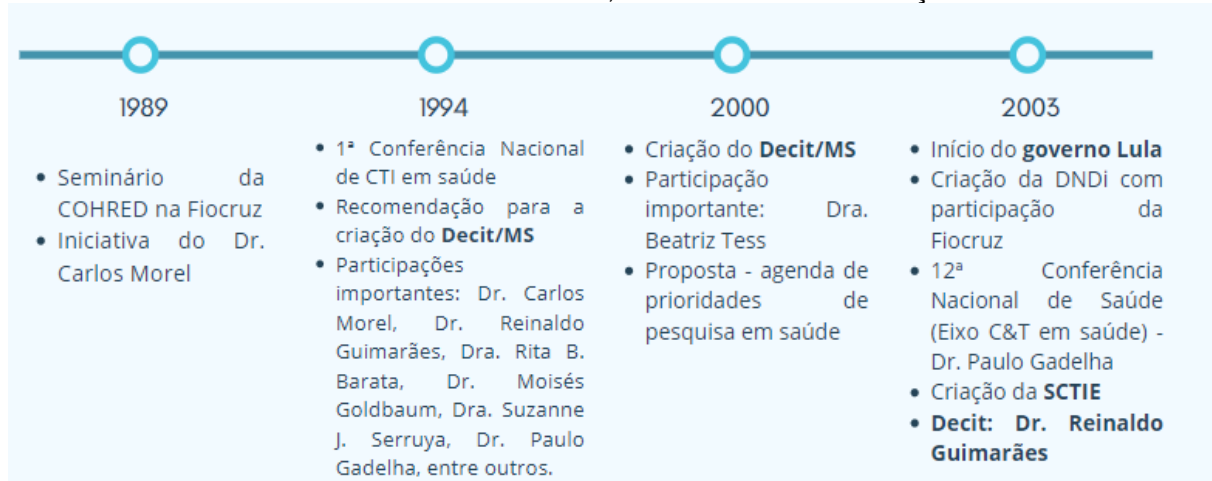 1989
Seminário da
COHRED na Fiocruz
Iniciativa do Dr.
Carlos Morel
1994
1ª Conferência Nacional
de CTI em saúde
Recomendação para a
criação do Decit/MS
Participações
importantes: Dr. Carlos
Morel, Dr. Reinaldo
Guimarães, Dra. Rita B.
Barata, Dr. Moisés
Goldbaum, Dra. Suzanne
J. Serruya, Dr. Paulo
Gadelha, entre outros.
2000
Criação do Decit/MS
Participação
importante: Dra.
Beatriz Tess
Proposta - agenda de
prioridades de
pesquisa em saúde
2003
Início do governo Lula
Criação da DNDi com
participação da
Fiocruz
12ª Conferência
Nacional de Saúde
(Eixo C&T em saúde) -
Dr. Paulo Gadelha
Criação da SCTIE
Decit: Dr. Reinaldo
Guimarães